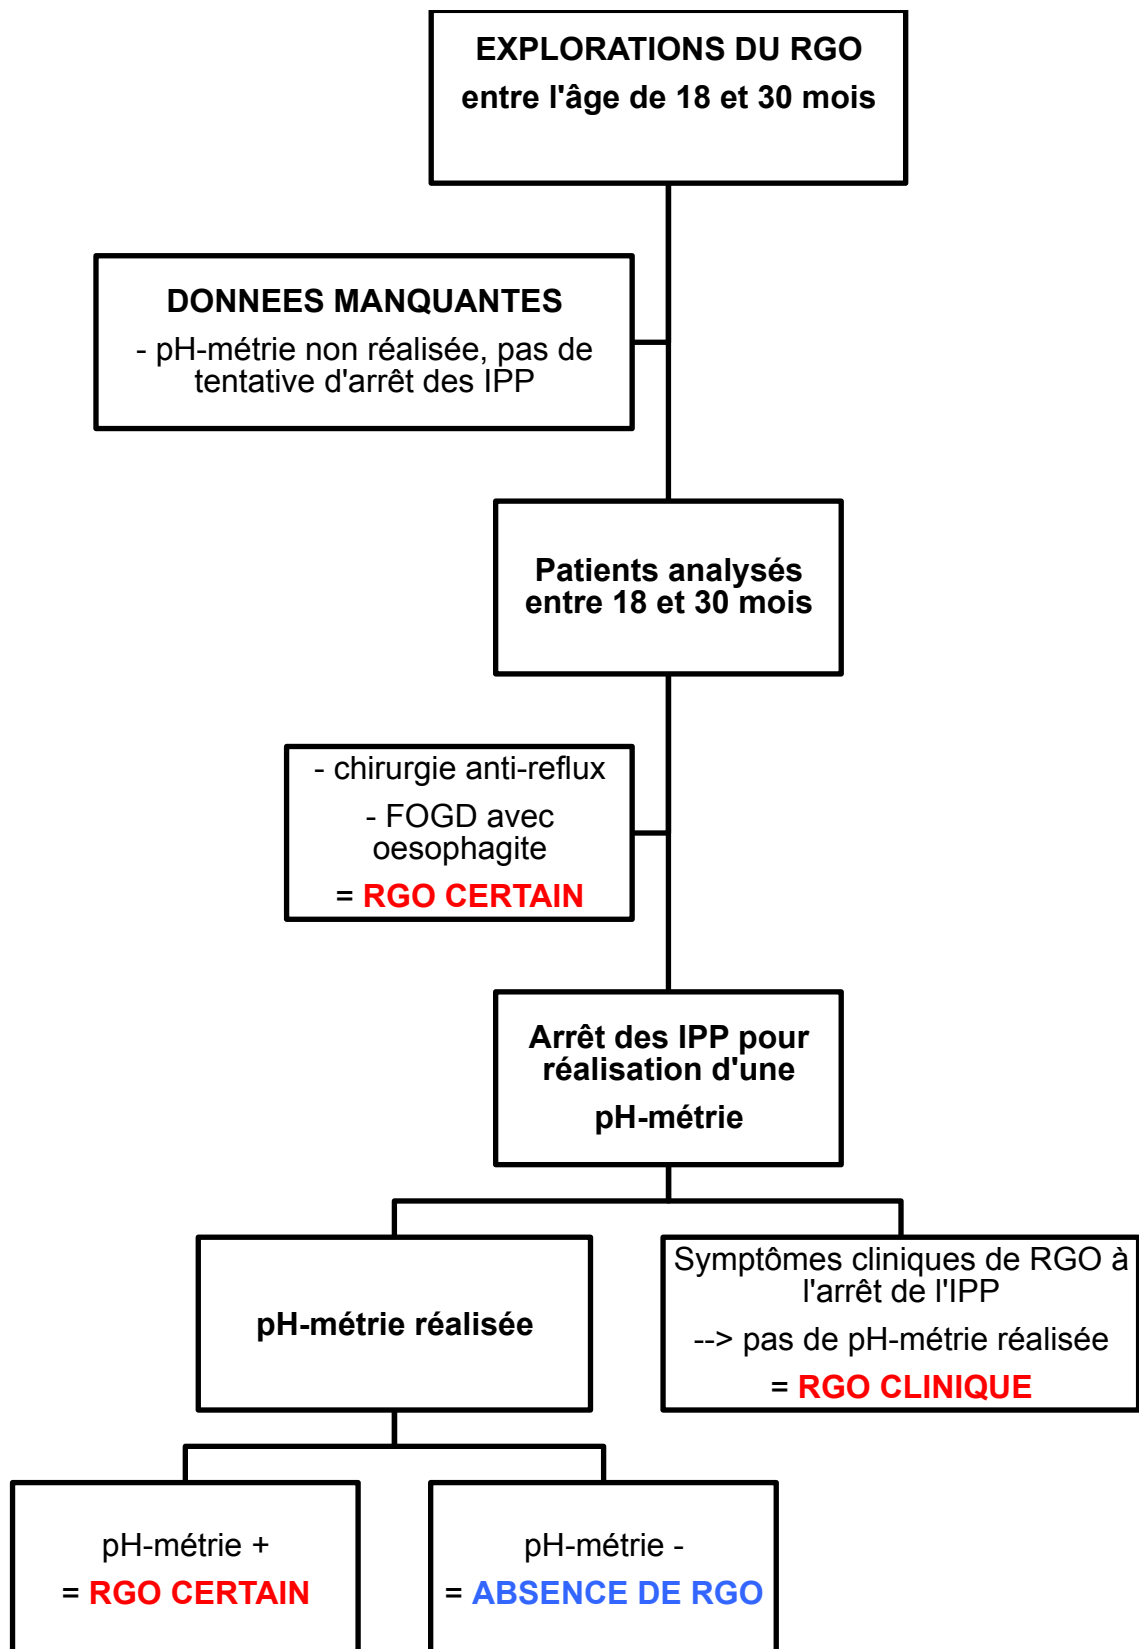 EXPLORATIONS DU RGO
entre l'âge de 18 et 30 mois
DONNEES MANQUANTES
- pH-métrie non réalisée, pas de
tentative d'arrêt des IPP
Patients analysés
entre 18 et 30 mois
- chirurgie anti-reflux
- FOGD avec
oesophagite
= RGO CERTAIN
Arrêt des IPP pour
réalisation d'une
pH-métrie
pH-métrie réalisée
Symptômes cliniques de RGO à
l'arrêt de l'IPP
--> pas de pH-métrie réalisée
= RGO CLINIQUE
pH-métrie +
= RGO CERTAIN
pH-métrie -
= ABSENCE DE RGO